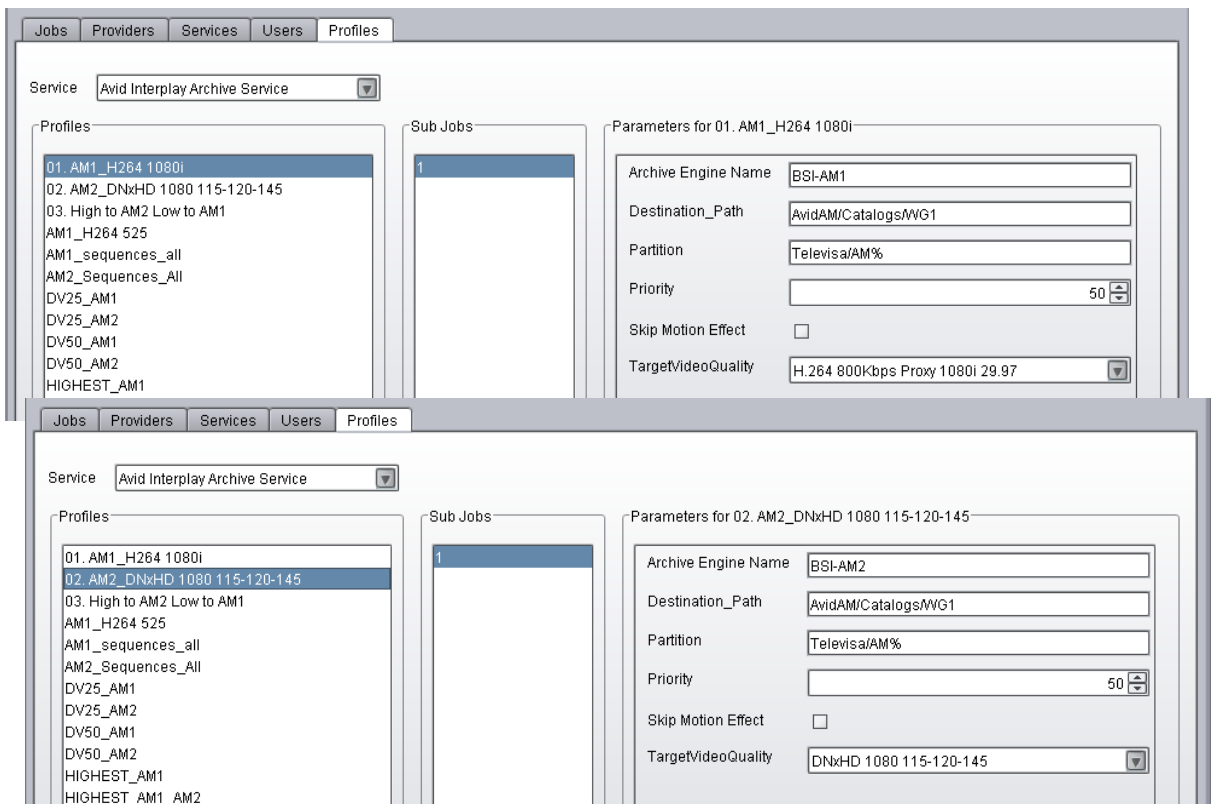 Jobs Providers Services Users Profiles
Service Avid Interplay Archive Service
Profiles
01. AM1_H264 1080i
02. AM2_DNxHD 1080 115-120-145
03. High to AM2 Low to AM1
AM1_H264 525
AM1_sequences_all
AM2_Sequences_All
DV25_AM1
DV25_AM2
DV50_AM1
DV50_AM2
HIGHEST_AM1
Sub Jobs
1
Parameters for 01. AM1_H264 1080i
Archive Engine Name BSI-AM1
Destination_Path AvidAM/Catalogs/WG1
Partition Televisa/AM%
Priority 50
Skip Motion Effect
TargetVideoQuality H.264 800Kbps Proxy 1080i 29.97
Jobs Providers Services Users Profiles
Service Avid Interplay Archive Service
Profiles
01. AM1_H264 1080i
02. AM2_DNxHD 1080 115-120-145
03. High to AM2 Low to AM1
AM1_H264 525
AM1_sequences_all
AM2_Sequences_All
DV25_AM1
DV25_AM2
DV50_AM1
DV50_AM2
HIGHEST_AM1
HIGHEST_AM1_AM2
Sub Jobs
1
Parameters for 02. AM2_DNxHD 1080 115-120-145
Archive Engine Name BSI-AM2
Destination_Path AvidAM/Catalogs/WG1
Partition Televisa/AM%
Priority 50
Skip Motion Effect
TargetVideoQuality DNxHD 1080 115-120-145